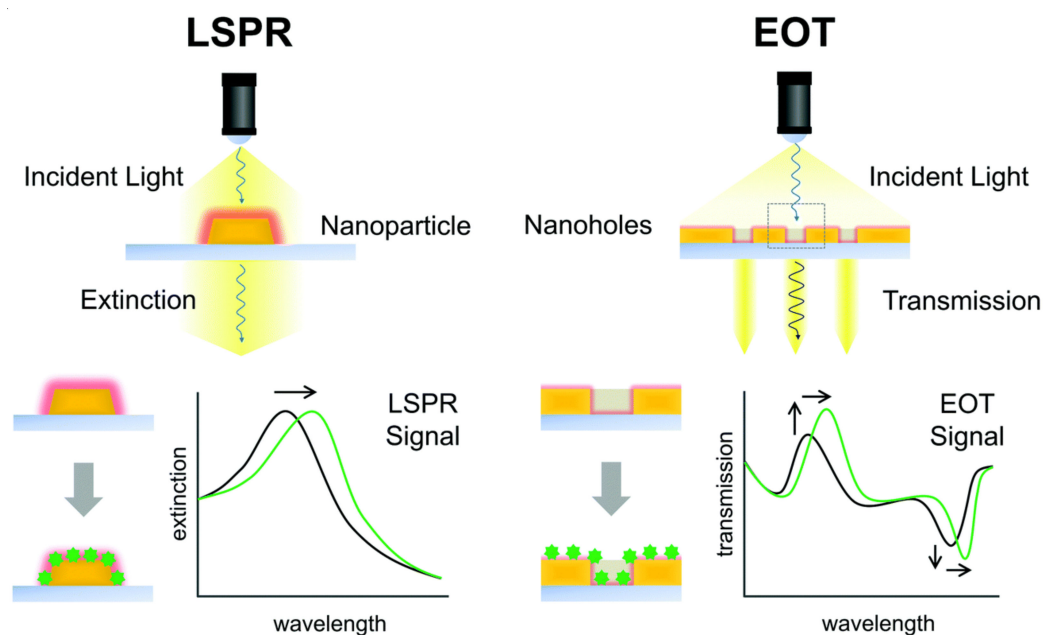 LSPR
Incident Light
Nanoparticle
Extinction
LSPR
Signal
extinction
wavelength
EOT
Incident Light
Nanoholes
Transmission
EOT
Signal
transmission
wavelength